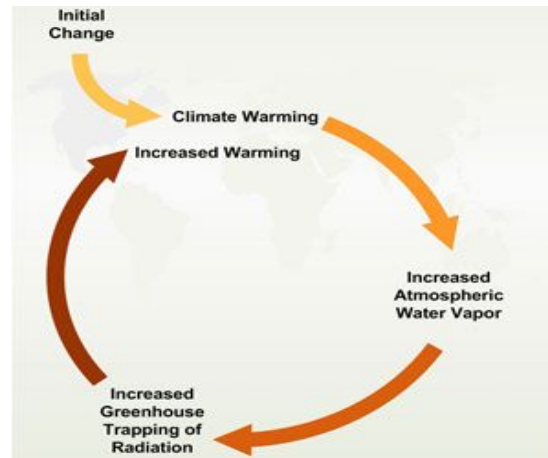 Initial
Change
Climate Warming
Increased Warming
Increased
Atmospheric
Water Vapor
Increased
Greenhouse
Trapping of
Radiation